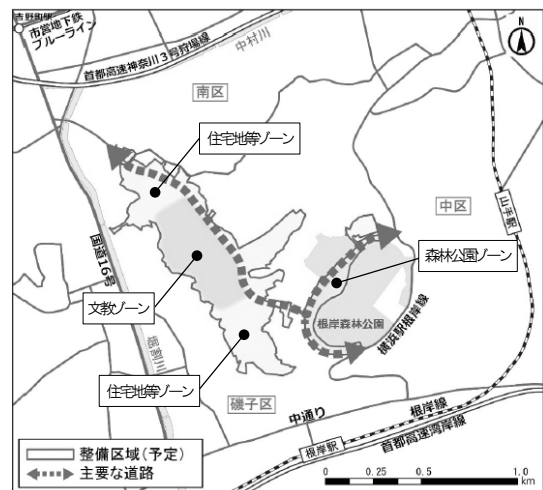 吉野町駅
市営地下鉄
ブルーライン
中村川
首都高速神奈川3号狩場線
南区
住宅地等ゾーン
中区
山手駅
国道16号
森林公園ゾーン
文教ゾーン
根岸森林公園
横浜駅根岸線
堀割川
住宅地等ゾーン
磯子区
中通り
根岸線
根岸駅
首都高速湾岸線
整備区域(予定)
主要な道路
0 0.25 0.5 1.0
km
N